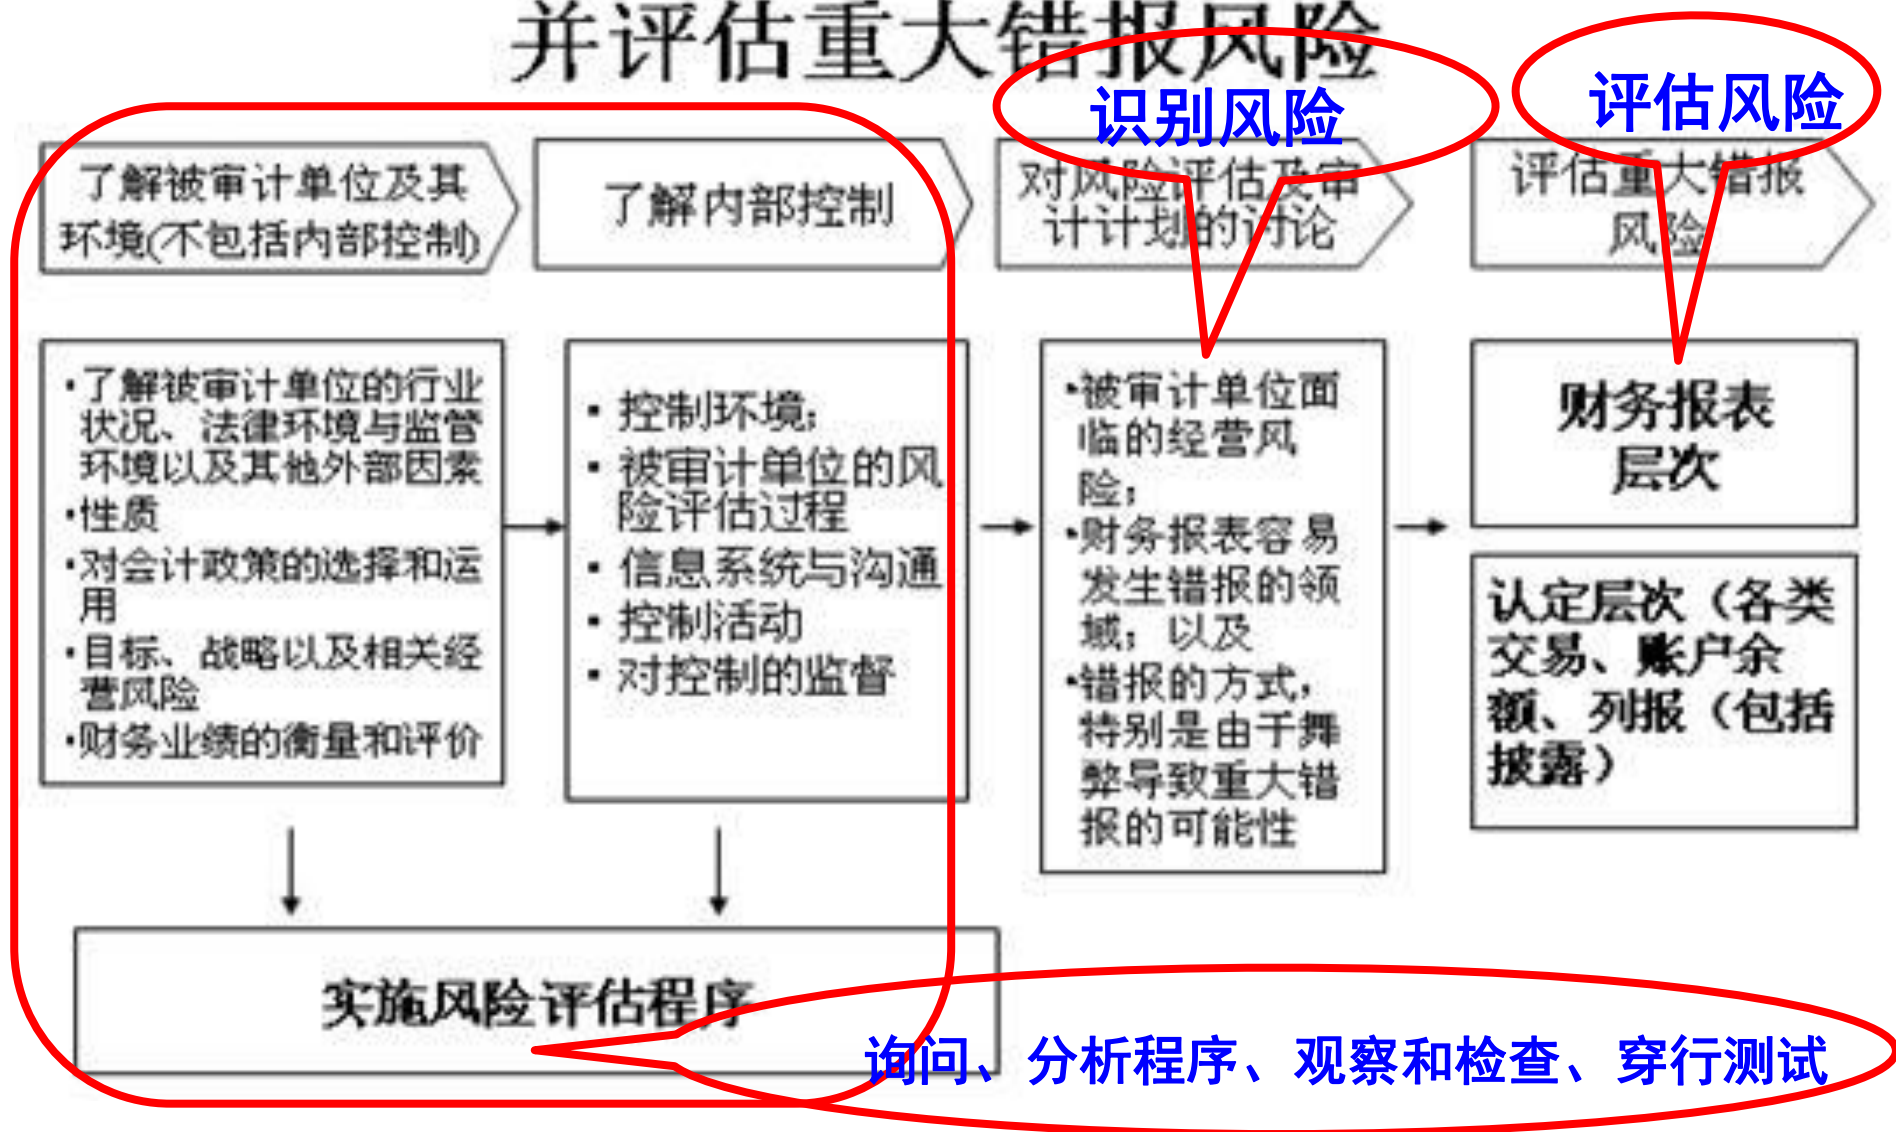 并评估重大错报风险
识别风险
评估风险
了解被审计单位及其
环境(不包括内部控制)
了解内部控制
对风险评估及审
计计划的讨论
评估重大错报
风险
·了解被审计单位的行业
状况、法律环境与监管
环境以及其他外部因素
·性质
·对会计政策的选择和运
用
·目标、战略以及相关经
营风险
·财务业绩的衡量和评价
▪ 控制环境;
▪ 被审计单位的风
险评估过程
▪ 信息系统与沟通
▪ 控制活动
▪ 对控制的监督
·被审计单位面
临的经营风
险;
·财务报表容易
发生错报的领
域; 以及
·错报的方式,
特别是由于舞
弊导致重大错
报的可能性
财务报表
层次
认定层次（各类
交易、账户余
额、列报（包括
披露）
实施风险评估程序
询问、分析程序、观察和检查、穿行测试